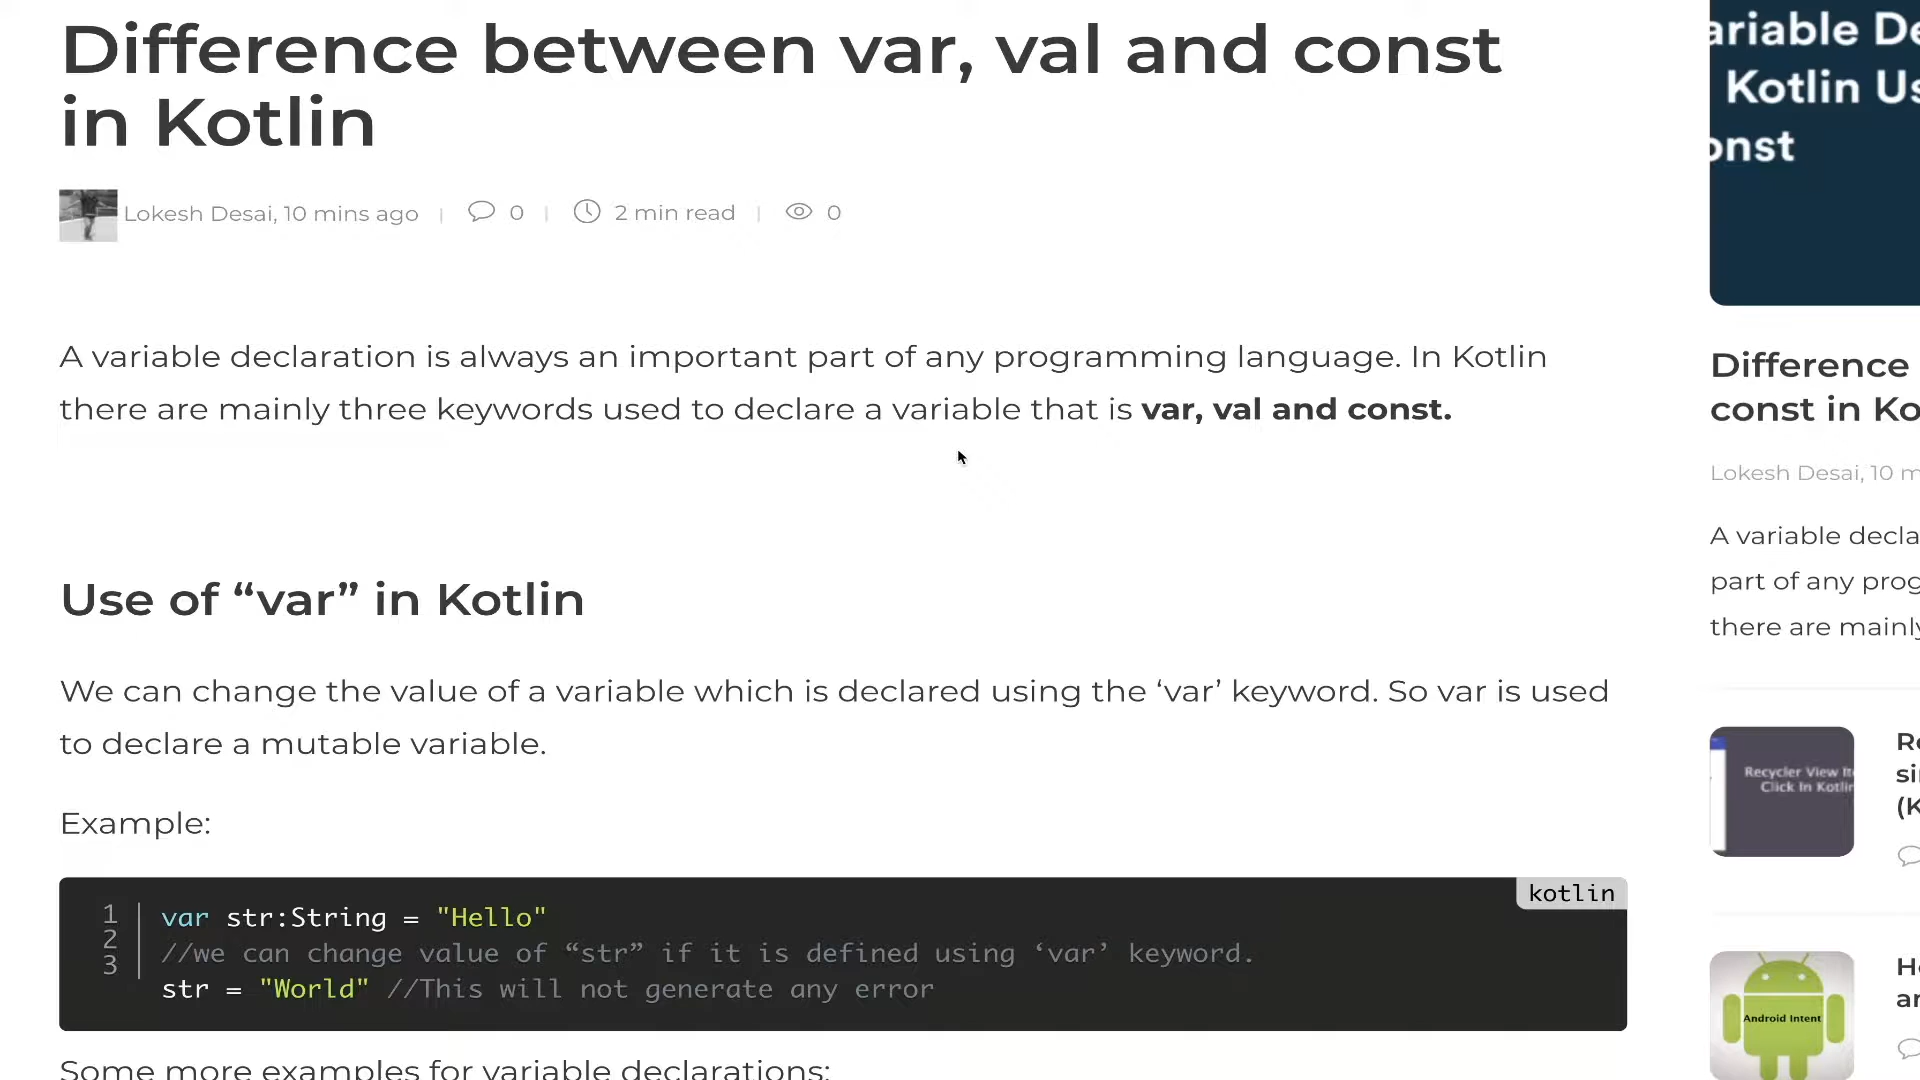 Difference between var, val and const
in Kotlin
Lokesh Desai, 10 mins ago | 0 | 2 min read | 0
A variable declaration is always an important part of any programming language. In Kotlin
there are mainly three keywords used to declare a variable that is var, val and const.
Use of “var” in Kotlin
We can change the value of a variable which is declared using the ‘var’ keyword. So var is used
to declare a mutable variable.
Example:
kotlin
1 var str:String = "Hello"
2 //we can change value of “str” if it is defined using ‘var’ keyword.
3 str = "World" //This will not generate any error
Some more examples for variable declarations:
ariable De
Kotlin Us
onst
Difference
const in Ko
Lokesh Desai, 10 m
A variable decla
part of any prog
there are mainly
Recycler View It
Click In Kotlin
(K
Android Intent